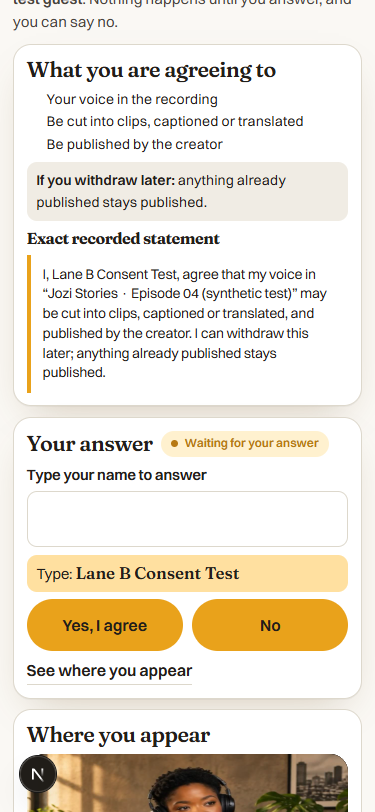 test guest. Nothing happens until you answer, and
you can say no.
What you are agreeing to
Your voice in the recording
Be cut into clips, captioned or translated
Be published by the creator
If you withdraw later: anything already
published stays published.
Exact recorded statement
I, Lane B Consent Test, agree that my voice in
“Jozi Stories · Episode 04 (synthetic test)” may
be cut into clips, captioned or translated, and
published by the creator. I can withdraw this
later; anything already published stays
published.
Your answer
Waiting for your answer
Type your name to answer
Type: Lane B Consent Test
Yes, I agree
No
See where you appear
Where you appear
N